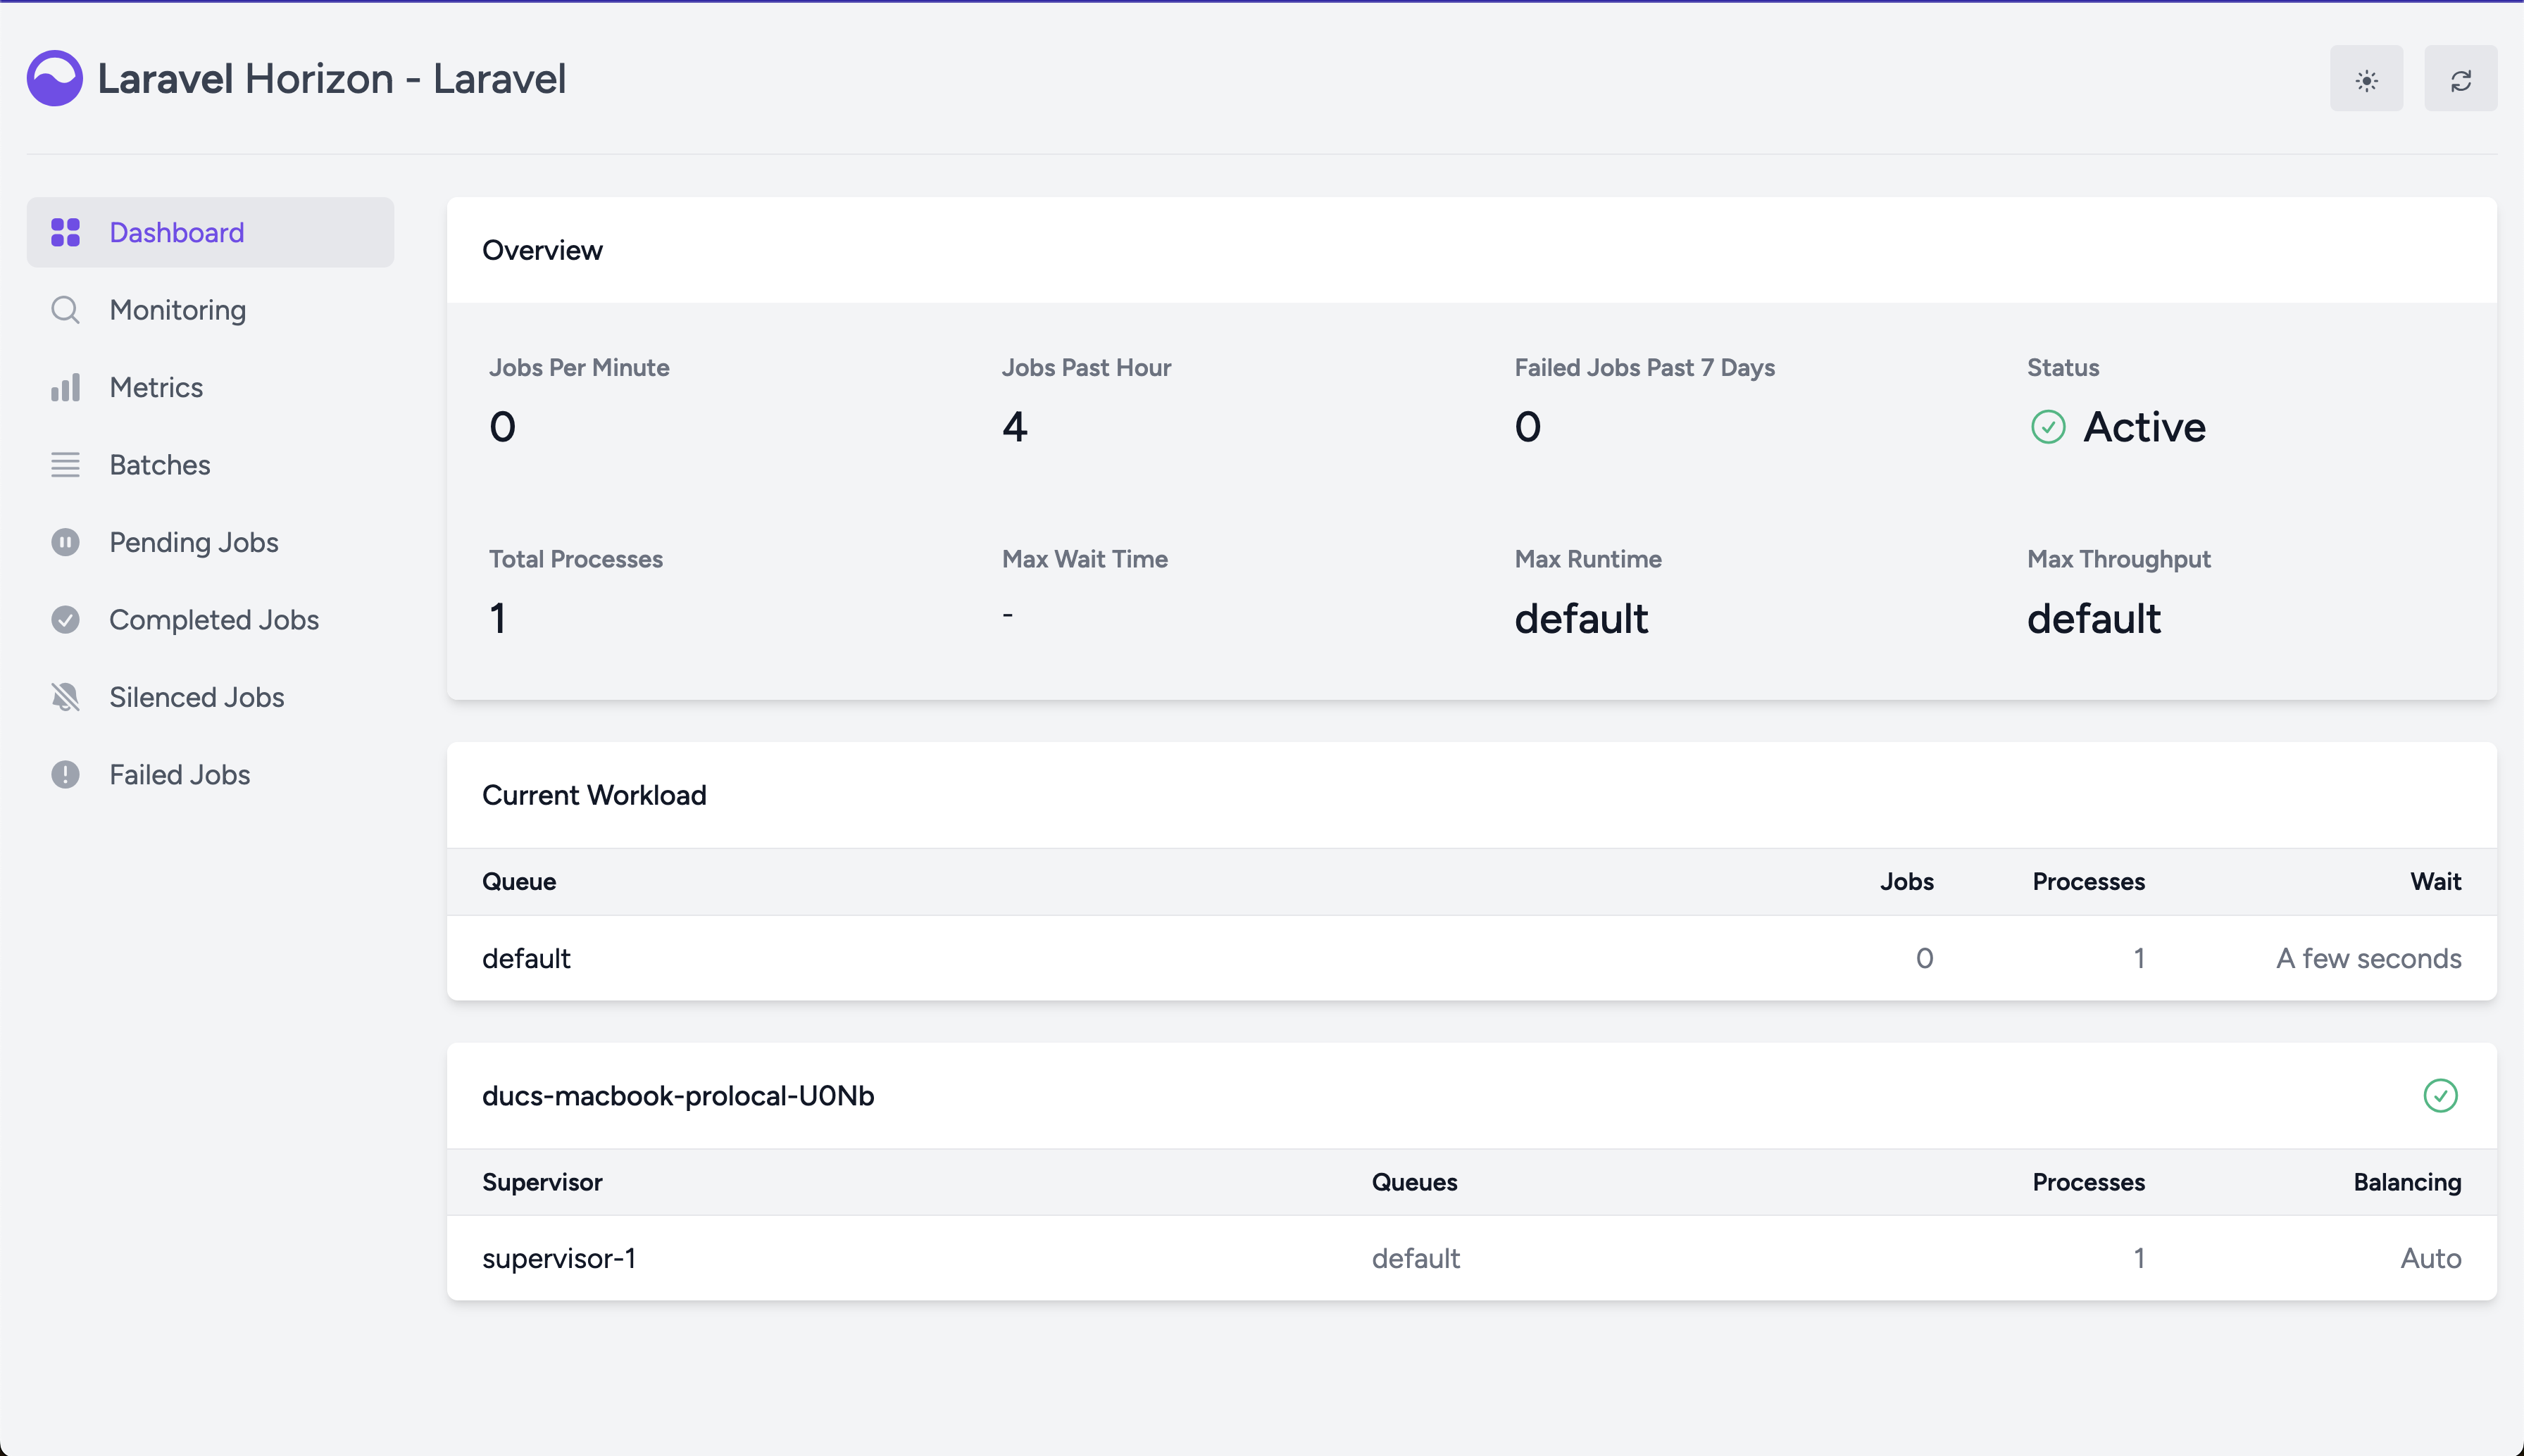 Laravel Horizon - Laravel
Dashboard
Monitoring
Metrics
Batches
Pending Jobs
Completed Jobs
Silenced Jobs
Failed Jobs
Overview
Jobs Per Minute Jobs Past Hour Failed Jobs Past 7 Days Status
0 4 0 Active
Total Processes Max Wait Time Max Runtime Max Throughput
1 - default default
Current Workload
Queue Jobs Processes Wait
default 0 1 A few seconds
ducs-macbook-prolocal-U0Nb
Supervisor Queues Processes Balancing
supervisor-1 default 1 Auto